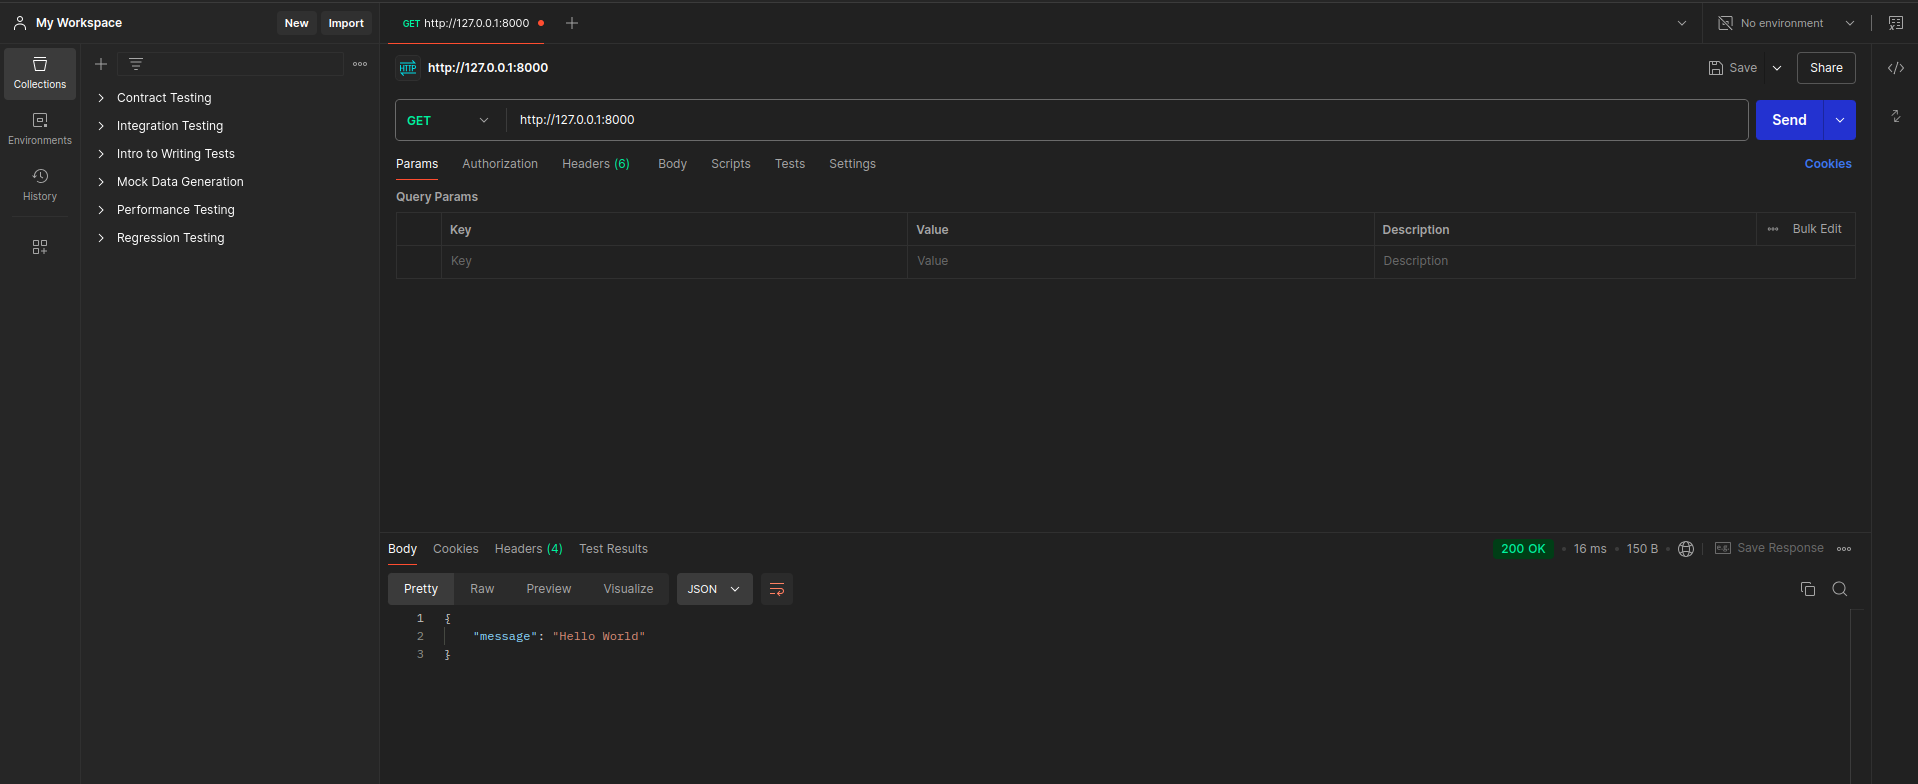 My Workspace
New
Import
GET http://127.0.0.1:8000
No environment
Collections
Environments
History
Contract Testing
Integration Testing
Intro to Writing Tests
Mock Data Generation
Performance Testing
Regression Testing
HTTP http://127.0.0.1:8000
Save
Share
GET http://127.0.0.1:8000
Send
Params Authorization Headers (6) Body Scripts Tests Settings
Cookies
Query Params
Key Value Description Bulk Edit
Key Value Description
Body Cookies Headers (4) Test Results
200 OK • 16 ms • 150 B • e.g. Save Response
Pretty Raw Preview Visualize JSON
1 {
2 "message": "Hello World"
3 }